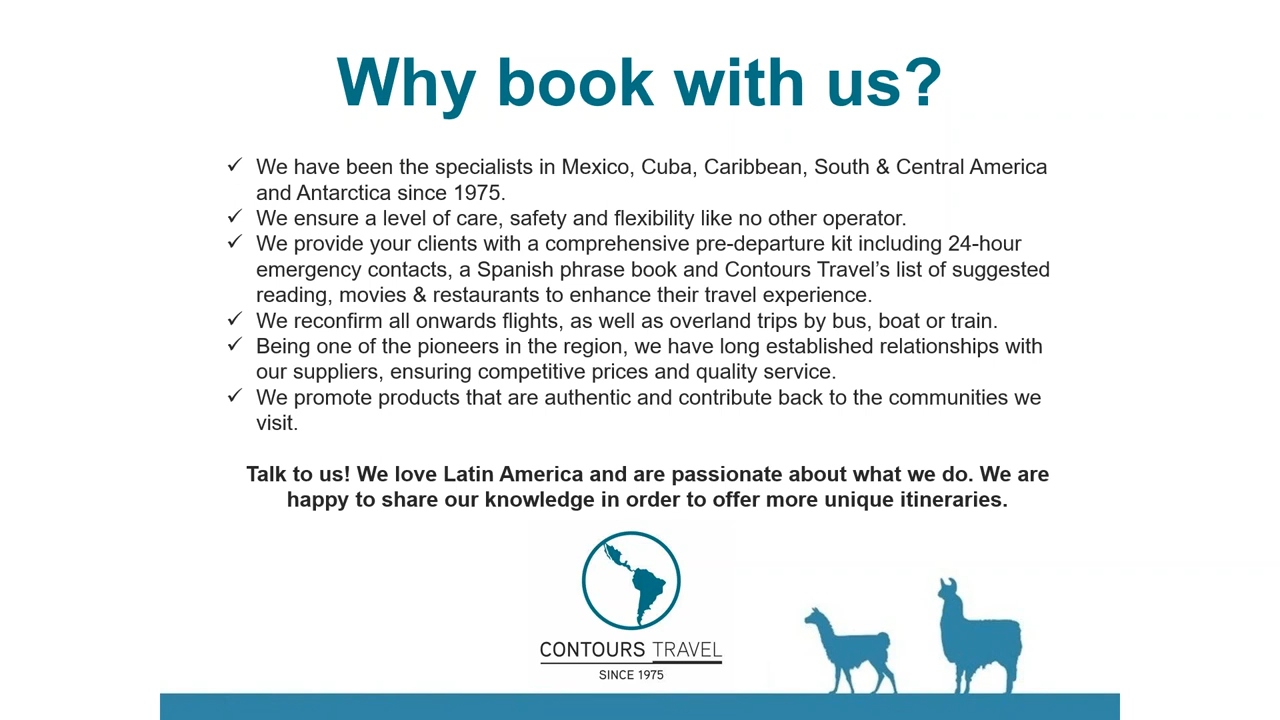 Why book with us?
✓ We have been the specialists in Mexico, Cuba, Caribbean, South & Central America
and Antarctica since 1975.
✓ We ensure a level of care, safety and flexibility like no other operator.
✓ We provide your clients with a comprehensive pre-departure kit including 24-hour
emergency contacts, a Spanish phrase book and Contours Travel’s list of suggested
reading, movies & restaurants to enhance their travel experience.
✓ We reconfirm all onwards flights, as well as overland trips by bus, boat or train.
✓ Being one of the pioneers in the region, we have long established relationships with
our suppliers, ensuring competitive prices and quality service.
✓ We promote products that are authentic and contribute back to the communities we
visit.
Talk to us! We love Latin America and are passionate about what we do. We are
happy to share our knowledge in order to offer more unique itineraries.
CONTOURS TRAVEL
SINCE 1975